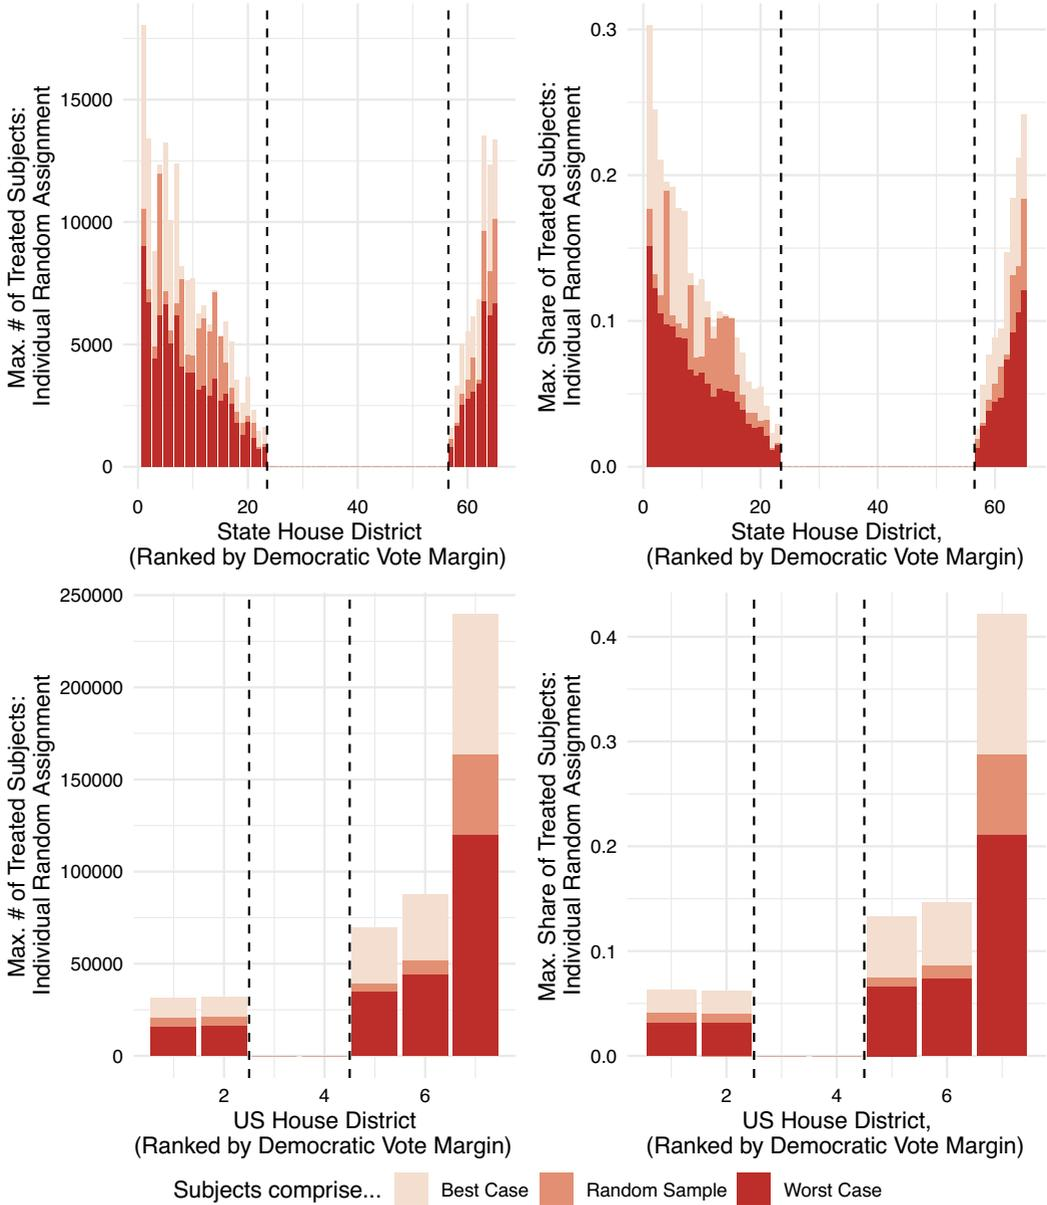 Max. # of Treated Subjects:
Individual Random Assignment
15000
10000
5000
0
0
20
40
60
State House District
(Ranked by Democratic Vote Margin)
Max. Share of Treated Subjects:
Individual Random Assignment
0.3
0.2
0.1
0.0
0
20
40
60
State House District,
(Ranked by Democratic Vote Margin)
Max. # of Treated Subjects:
Individual Random Assignment
250000
200000
150000
100000
50000
0
2
4
6
US House District
(Ranked by Democratic Vote Margin)
Max. Share of Treated Subjects:
Individual Random Assignment
0.4
0.3
0.2
0.1
0.0
2
4
6
US House District,
(Ranked by Democratic Vote Margin)
Subjects comprise... Best Case Random Sample Worst Case